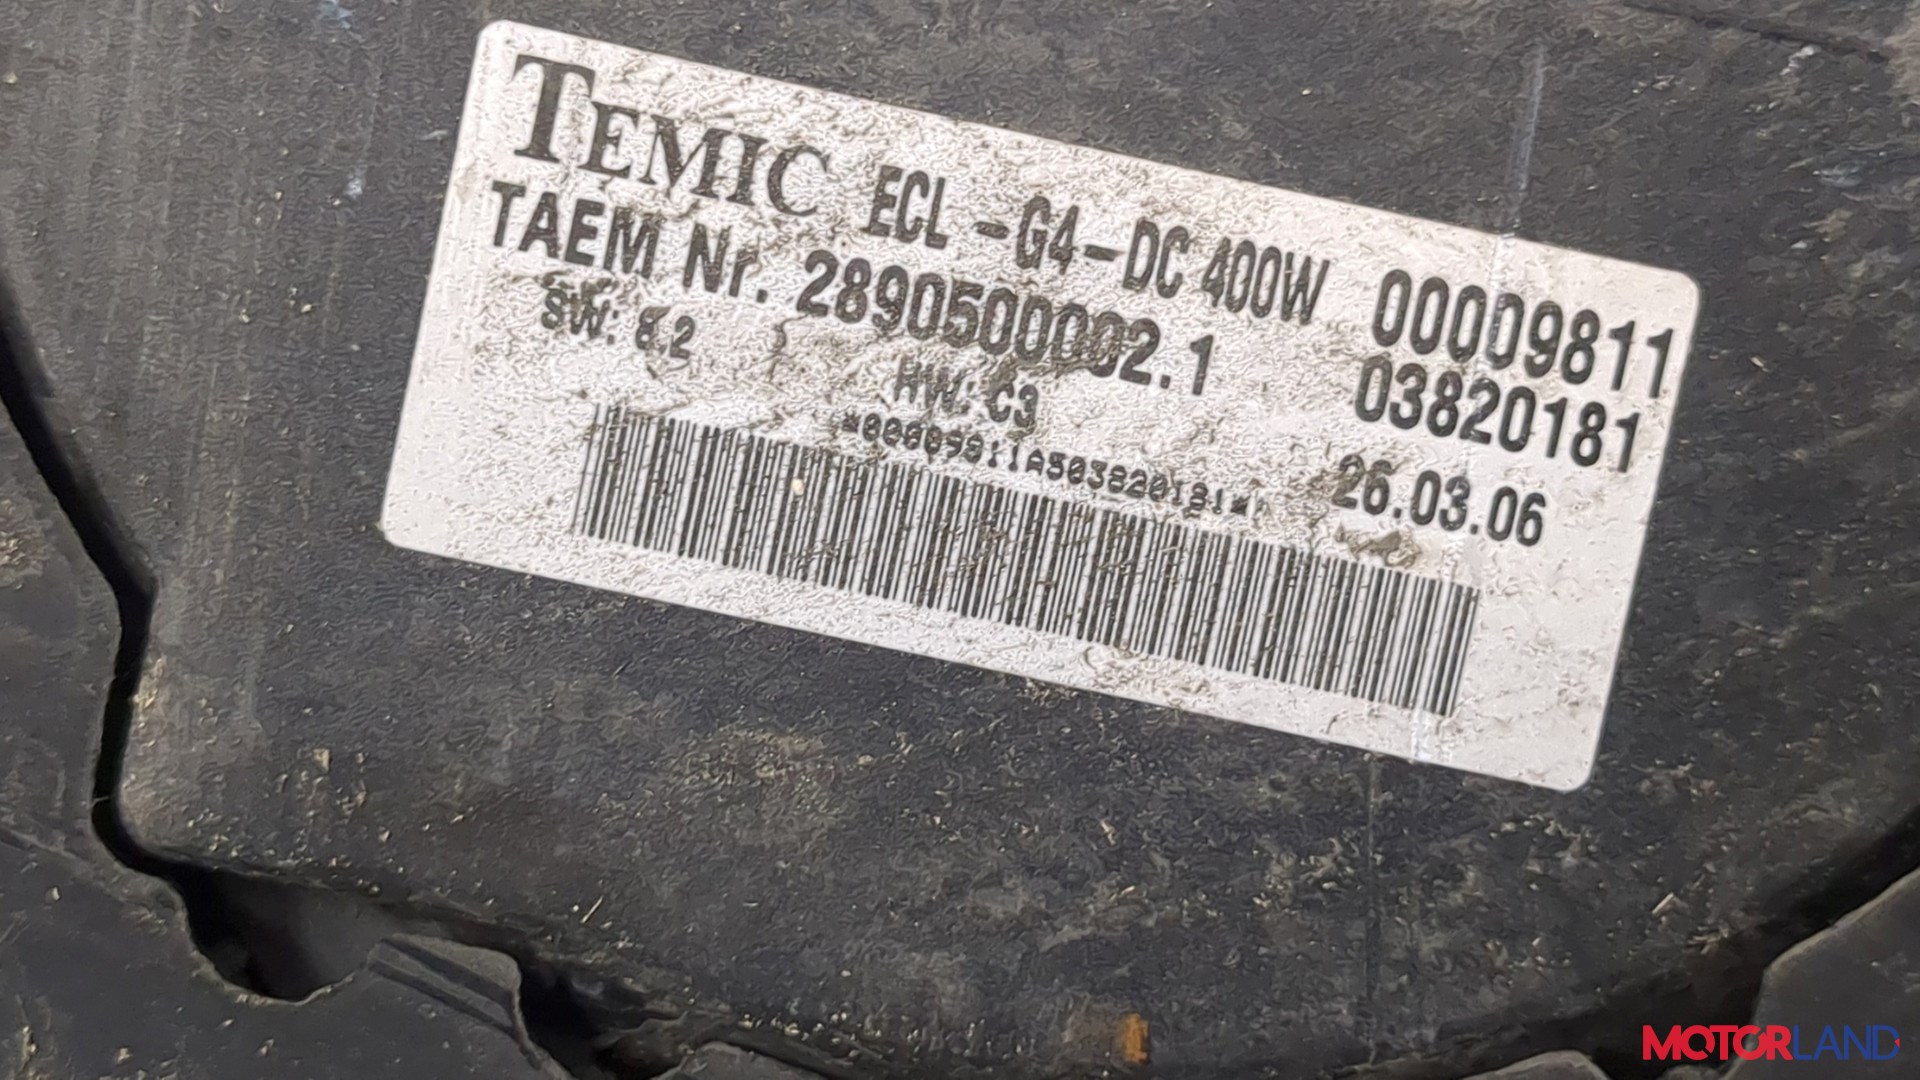 TEMIC ECL-G4-DC 400W 00009811
TAEM Nr. 2890500002.1 03820181
SW: 8.2 HW: C3 26.03.06
*00009811A503820181*
MOTORLAND